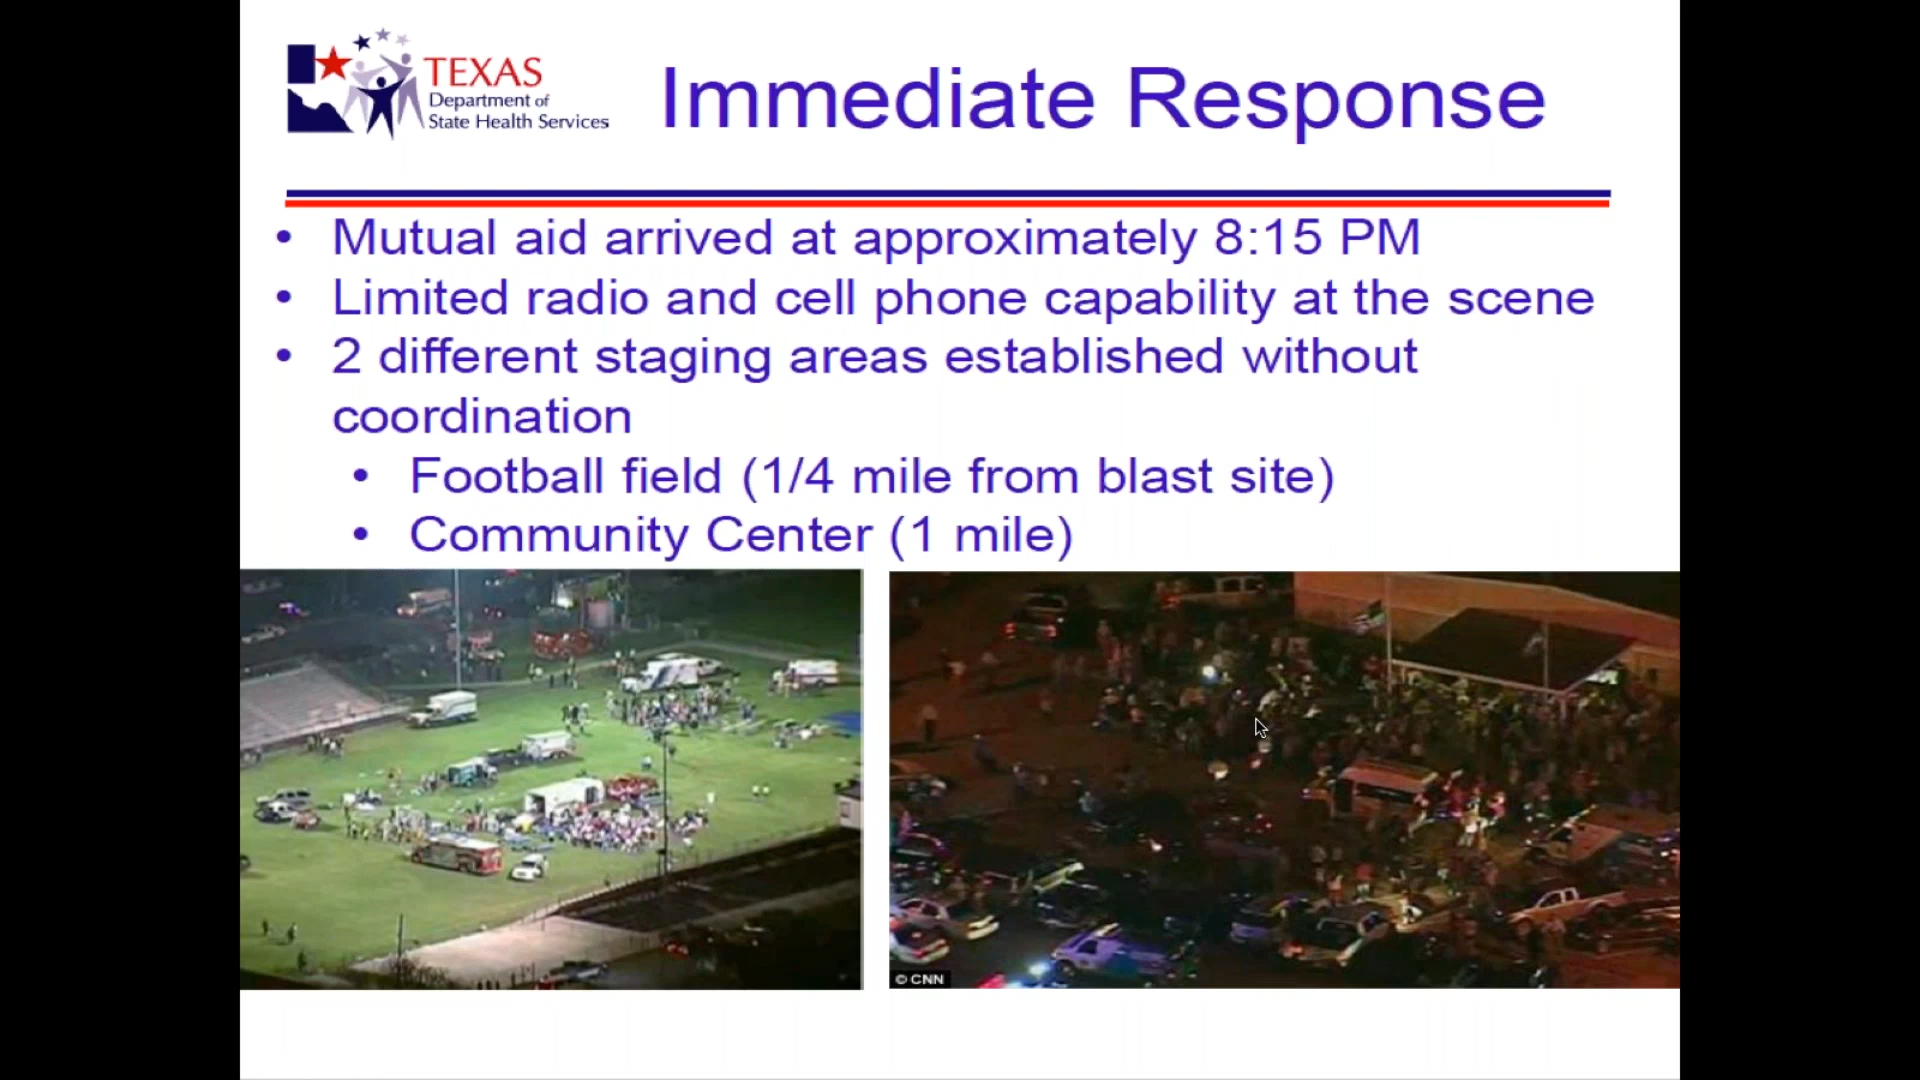 TEXAS
Department of
State Health Services
Immediate Response
• Mutual aid arrived at approximately 8:15 PM
• Limited radio and cell phone capability at the scene
• 2 different staging areas established without
coordination
• Football field (1/4 mile from blast site)
• Community Center (1 mile)
© CNN